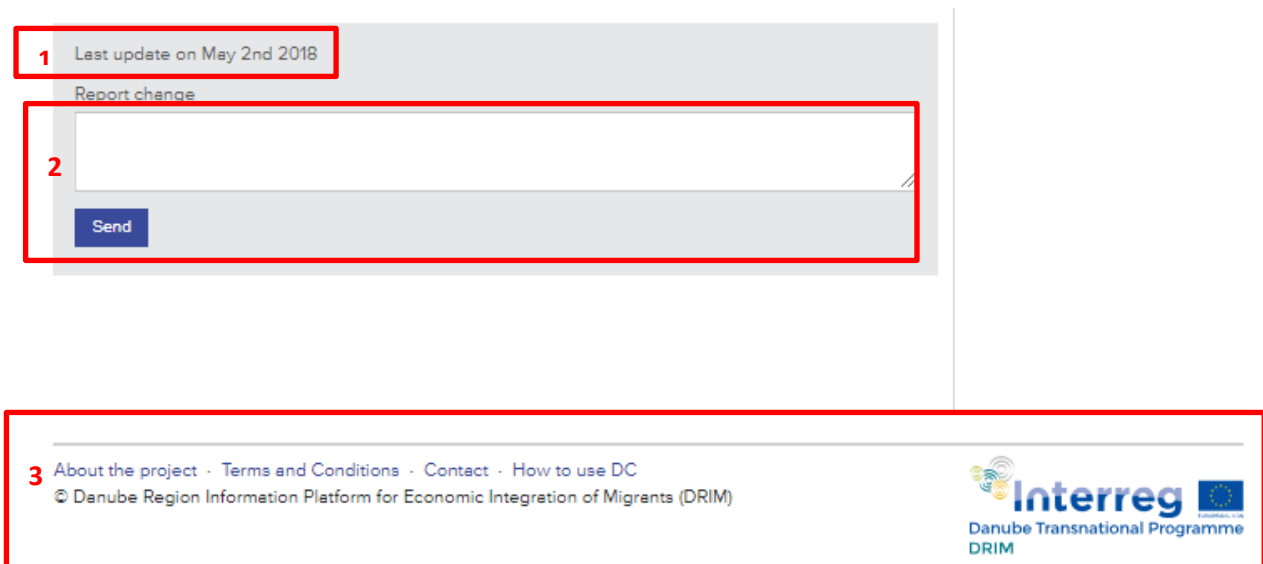 1 Last update on May 2nd 2018
Report change
2
Send
3 About the project · Terms and Conditions · Contact · How to use DC
© Danube Region Information Platform for Economic Integration of Migrants (DRIM)
Interreg
Danube Transnational Programme
DRIM